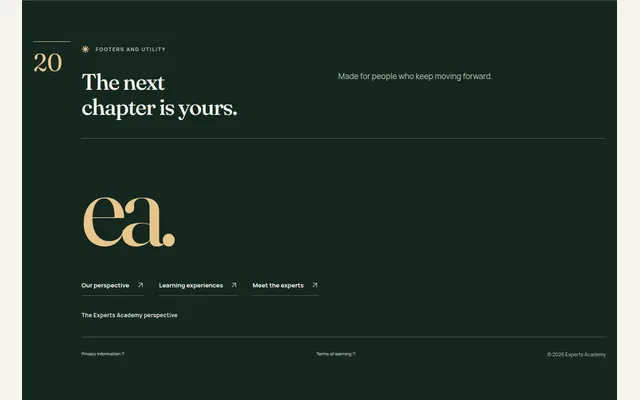 20
FOOTERS AND UTILITY
The next
chapter is yours.
Made for people who keep moving forward.
ea.
Our perspective ↗
Learning experiences ↗
Meet the experts ↗
The Experts Academy perspective
Privacy information ↗
Terms of learning ↗
© 2026 Experts Academy